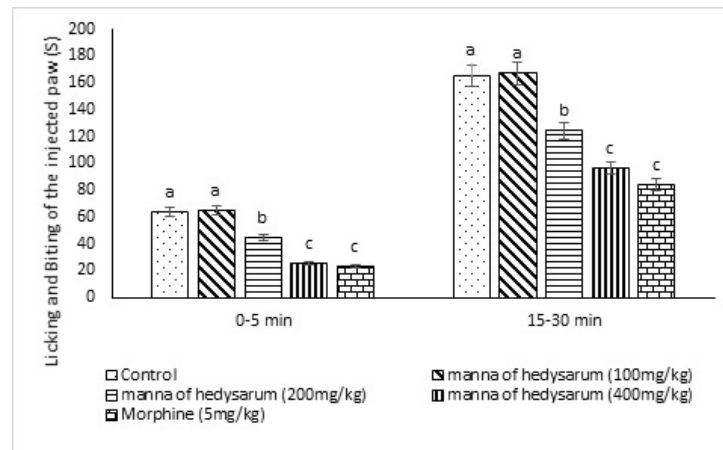 Licking and Biting of the injected paw (S)
200
180
160
140
120
100
80
60
40
20
0
a
a
b
c
c
a
a
b
c
c
0-5 min
15-30 min
Control
manna of hedysarum (100mg/kg)
manna of hedysarum (200mg/kg)
manna of hedysarum (400mg/kg)
Morphine (5mg/kg)